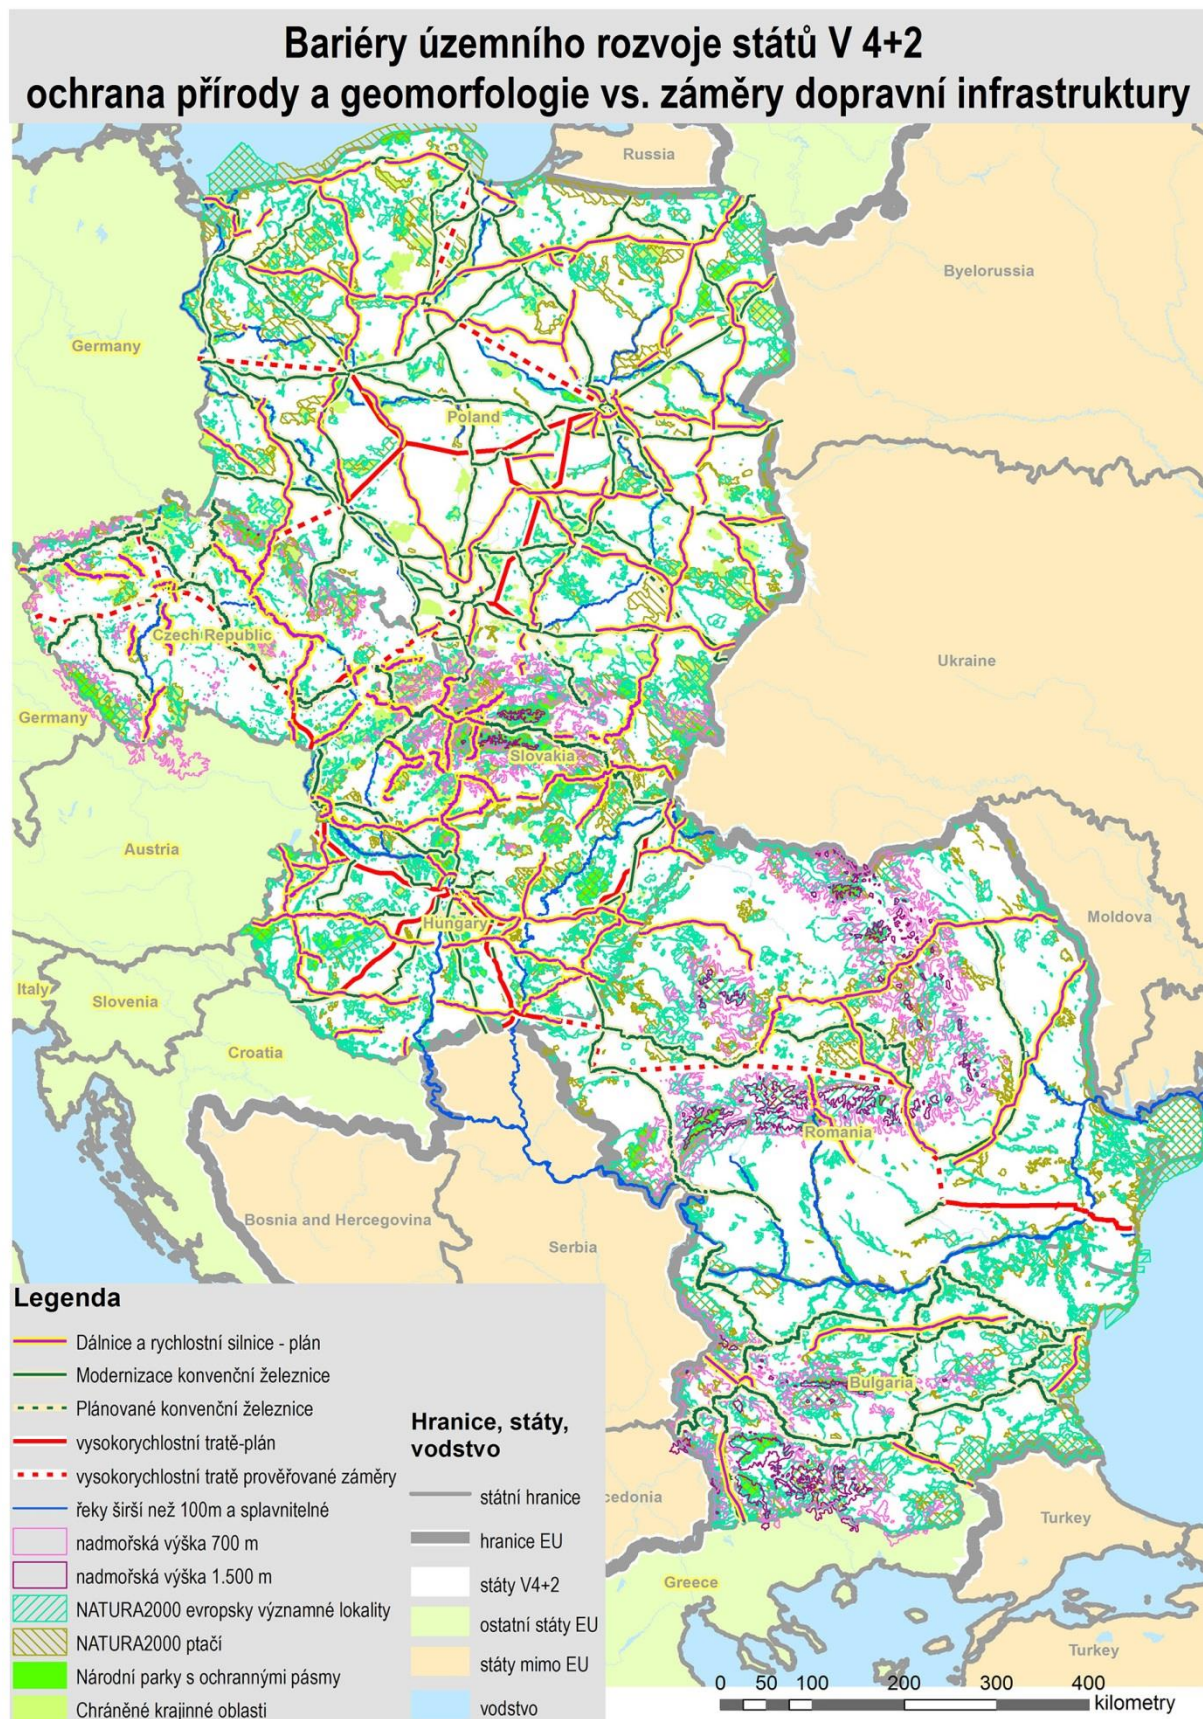 Bariéry územního rozvoje států V 4+2
ochrana přírody a geomorfologie vs. záměry dopravní infrastruktury
Russia
Byelorussia
Germany
Poland
Czech Republic
Ukraine
Germany
Slovakia
Austria
Moldova
Hungary
Italy
Slovenia
Croatia
Romania
Bosnia and Hercegovina
Serbia
Bulgaria
cedonia
Turkey
Greece
Turkey
Legenda
Dálnice a rychlostní silnice - plán
Modernizace konvenční železnice
Plánované konvenční železnice
vysokorychlostní tratě-plán
vysokorychlostní tratě prověřované záměry
řeky širší než 100m a splavnitelné
nadmořská výška 700 m
nadmořská výška 1.500 m
NATURA2000 evropsky významné lokality
NATURA2000 ptačí
Národní parky s ochrannými pásmy
Chráněné krajinné oblasti
Hranice, státy,
vodstvo
státní hranice
hranice EU
státy V4+2
ostatní státy EU
státy mimo EU
vodstvo
0 50 100 200 300 400
kilometry